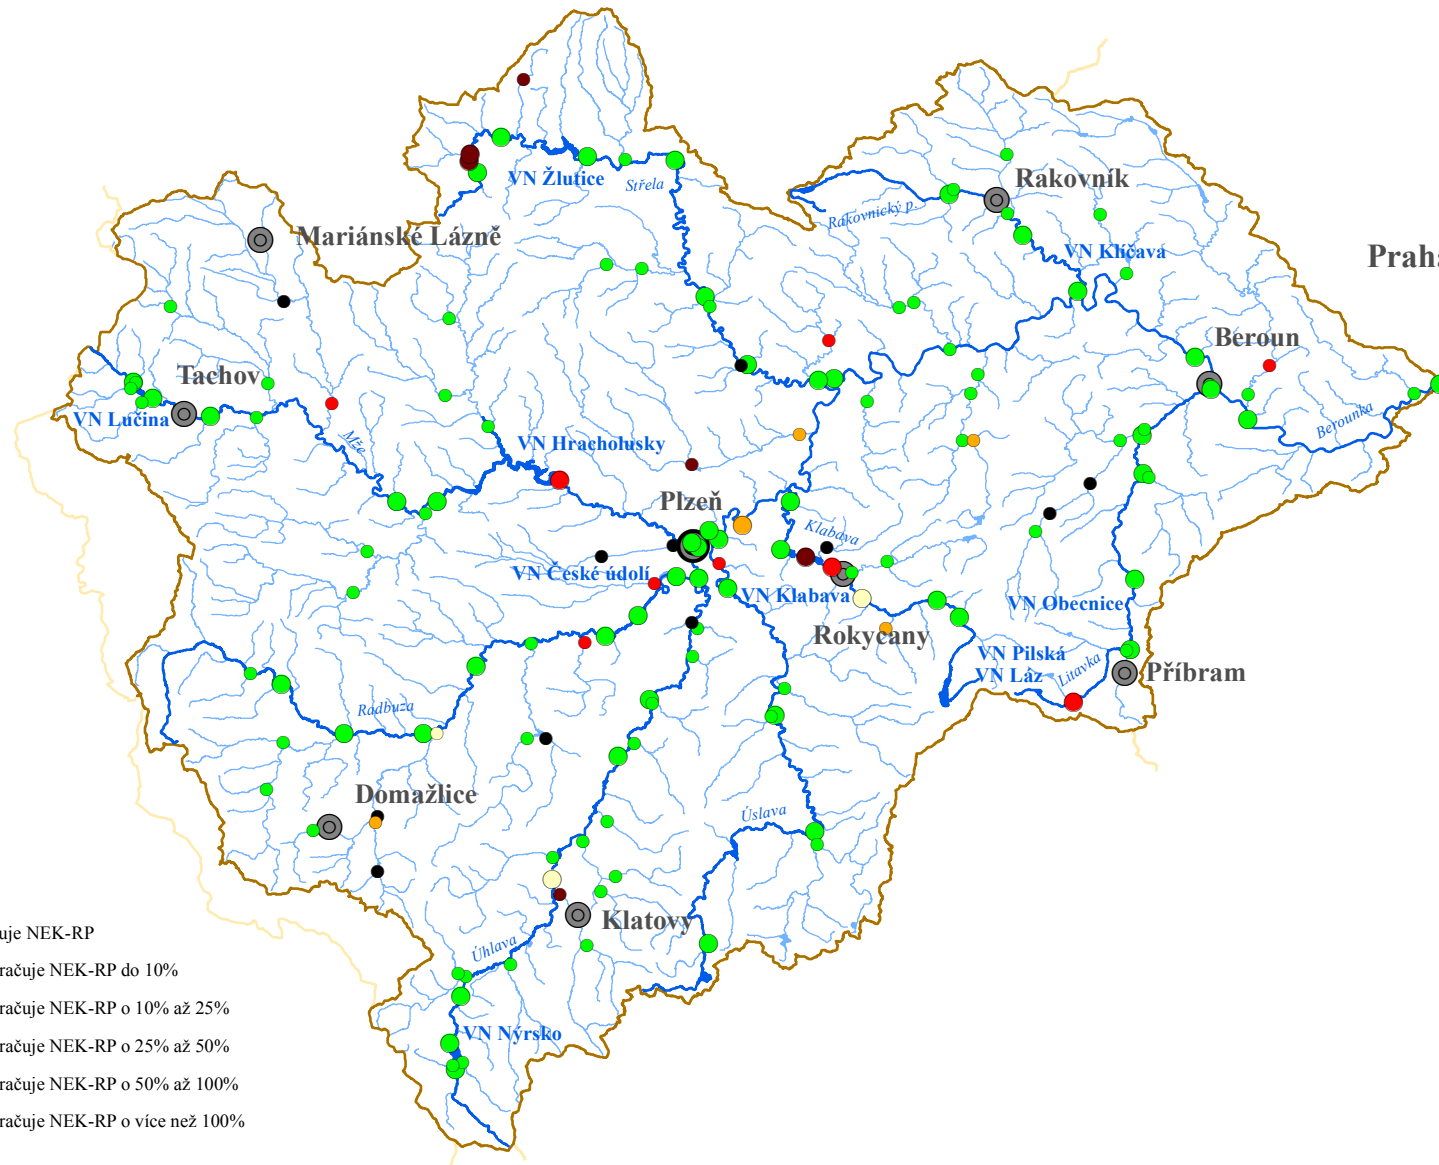 Rakovník
VN Žlutice
Střela
Rakovnický p.
Mariánské Lázně
VN Klíčavá
Praha
Beroun
Tachov
VN Lučina
Mže
VN Hracholusky
Berounka
Plzeň
Klabava
VN České údolí
VN Klabava
VN Obecnice
Rokycany
VN Pilská
VN Láz
Litavka
Příbram
Radbuza
Domažlice
Úslava
Klatovy
Úhlava
VN Nýrsko
uje NEK-RP
račuje NEK-RP do 10%
račuje NEK-RP o 10% až 25%
račuje NEK-RP o 25% až 50%
račuje NEK-RP o 50% až 100%
račuje NEK-RP o více než 100%